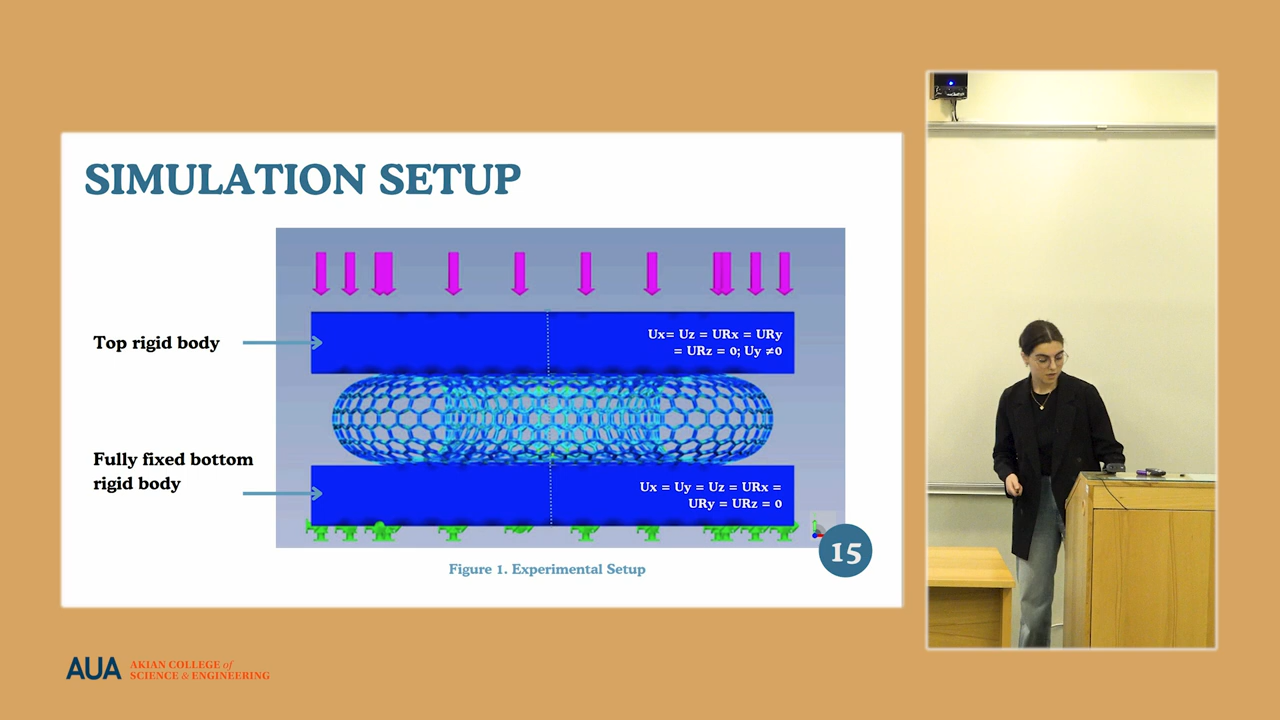 SIMULATION SETUP
Top rigid body
Ux= Uz = URx = URy
= URz = 0; Uy ≠0
Fully fixed bottom
rigid body
Ux = Uy = Uz = URx =
URy = URz = 0
15
Figure 1. Experimental Setup
AUA
AKIAN COLLEGE of
SCIENCE & ENGINEERING